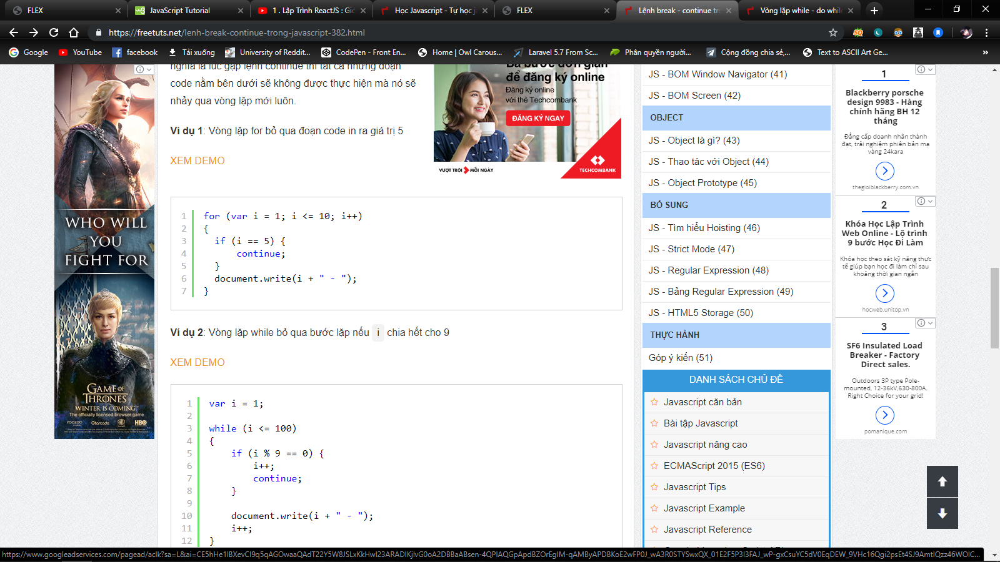 FLEX
JavaScript Tutorial
1 . Lập Trình ReactJS : Giớ
Học Javascript - Tự học ja
FLEX
Lệnh break - continue tro
Vòng lặp while - do while
https://freetuts.net/lenh-break-continue-trong-javascript-382.html
Google
YouTube
facebook
Tải xuống
University of Reddit...
CodePen - Front En...
Home | Owl Carous...
Laravel 5.7 From Sc...
Phân quyền người...
Cộng đồng chia sẻ,...
Text to ASCII Art Ge...
»
WHO WILL
YOU
FIGHT FOR
GAME OF
THRONES
WINTER IS COMING
The officially licensed browser game
YOOZOO
Gtarcade
HBO
nghĩa là lúc gặp lệnh continue thì tất cả những đoạn
code nằm bên dưới sẽ không được thực hiện mà nó sẽ
nhảy qua vòng lặp mới luôn.
Ba bước đơn giản
để đăng ký online
Đăng ký online
với thẻ Techcombank
ĐĂNG KÝ NGAY
VƯỢT TRỘI MỖI NGÀY
TECHCOMBANK
Ví dụ 1: Vòng lặp for bỏ qua đoạn code in ra giá trị 5
XEM DEMO
1 for (var i = 1; i <= 10; i++)
2 {
3 if (i == 5) {
4 continue;
5 }
6 document.write(i + " - ");
7 }
Ví dụ 2: Vòng lặp while bỏ qua bước lặp nếu i chia hết cho 9
XEM DEMO
1 var i = 1;
2
3 while (i <= 100)
4 {
5 if (i % 9 == 0) {
6 i++;
7 continue;
8 }
9
10 document.write(i + " - ");
11 i++;
12 }
JS - BOM Window Navigator (41)
JS - BOM Screen (42)
OBJECT
JS - Object là gì? (43)
JS - Thao tác với Object (44)
JS - Object Prototype (45)
BỔ SUNG
JS - Tìm hiểu Hoisting (46)
JS - Strict Mode (47)
JS - Regular Expression (48)
JS - Bảng Regular Expression (49)
JS - HTML5 Storage (50)
THỰC HÀNH
Góp ý kiến (51)
DANH SÁCH CHỦ ĐỀ
Javascript căn bản
Bài tập Javascript
Javascript nâng cao
ECMAScript 2015 (ES6)
Javascript Tips
Javascript Example
Javascript Reference
1
Blackberry porsche
design 9983 - Hàng
chính hãng BH 12
tháng
Đẳng cấp doanh nhân thành
đạt, trải nghiệm phiên bản mạ
vàng 24kara
thegioiblackberry.com.vn
2
Khóa Học Lập Trình
Web Online - Lộ trình
9 bước Học Đi Làm
Khóa học theo sát kỹ năng thực
tế giúp bạn học đi làm chỉ sau
khoảng thời gian ngắn
hocweb.unitop.vn
3
SF6 Insulated Load
Breaker - Factory
Direct sales.
Outdoors 3P type Pole-
mounted, 12-36kV,630-800A.
Right Choice for your grid!
pomanique.com